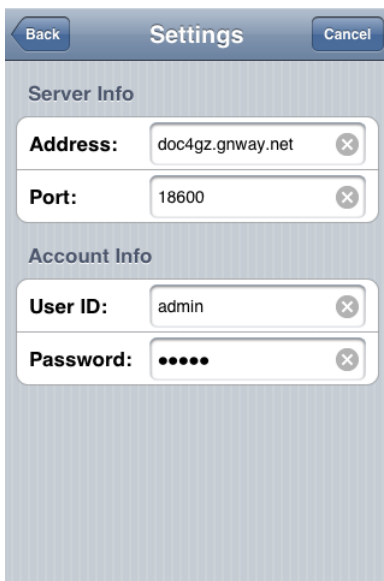 Back Settings Cancel
Server Info
Address: doc4gz.gnway.net
Port: 18600
Account Info
User ID: admin
Password: •••••